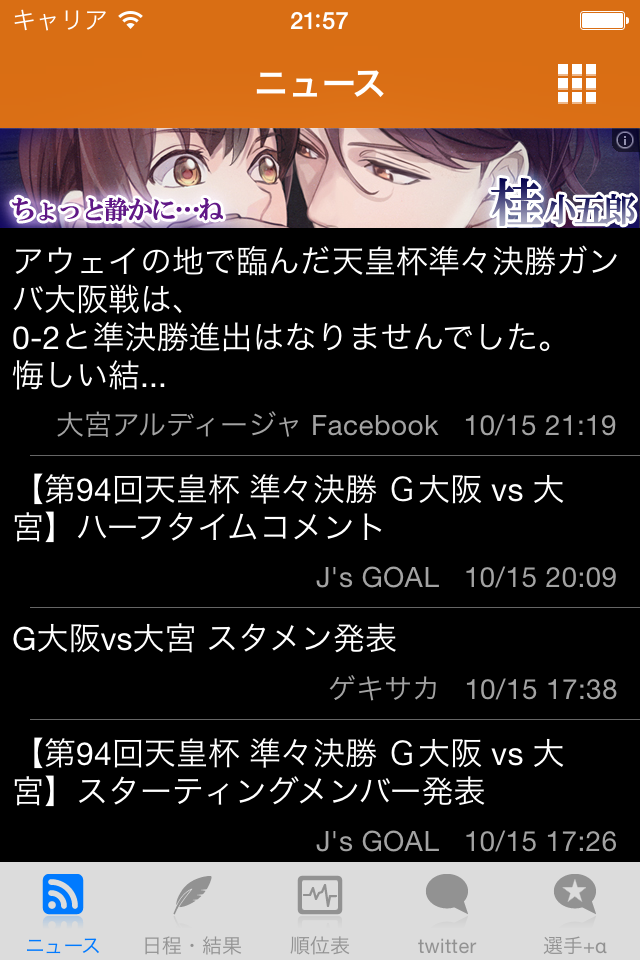 キャリア 21:57
ニュース
ちょっと静かに…ね
桂小五郎
アウェイの地で臨んだ天皇杯準々決勝ガン
バ大阪戦は、
0-2と準決勝進出はなりませんでした。
悔しい結...
大宮アルディージャ Facebook 10/15 21:19
【第94回天皇杯 準々決勝 Ｇ大阪 vs 大
宮】ハーフタイムコメント
J's GOAL 10/15 20:09
G大阪vs大宮 スタメン発表
ゲキサカ 10/15 17:38
【第94回天皇杯 準々決勝 Ｇ大阪 vs 大
宮】スターティングメンバー発表
J's GOAL 10/15 17:26
ニュース 日程・結果 順位表 twitter 選手+α